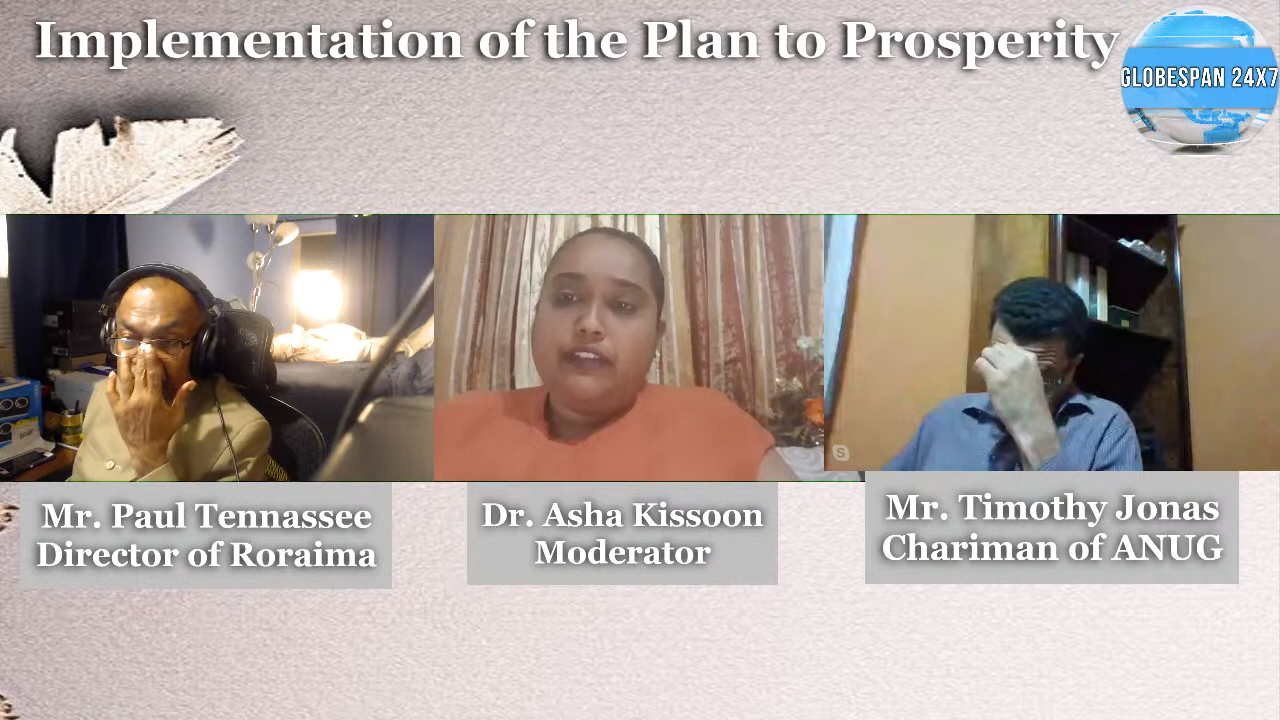 Implementation of the Plan to Prosperity
GLOBESPAN 24X7
Mr. Paul Tennassee
Director of Roraima
Dr. Asha Kissoon
Moderator
Mr. Timothy Jonas
Chariman of ANUG